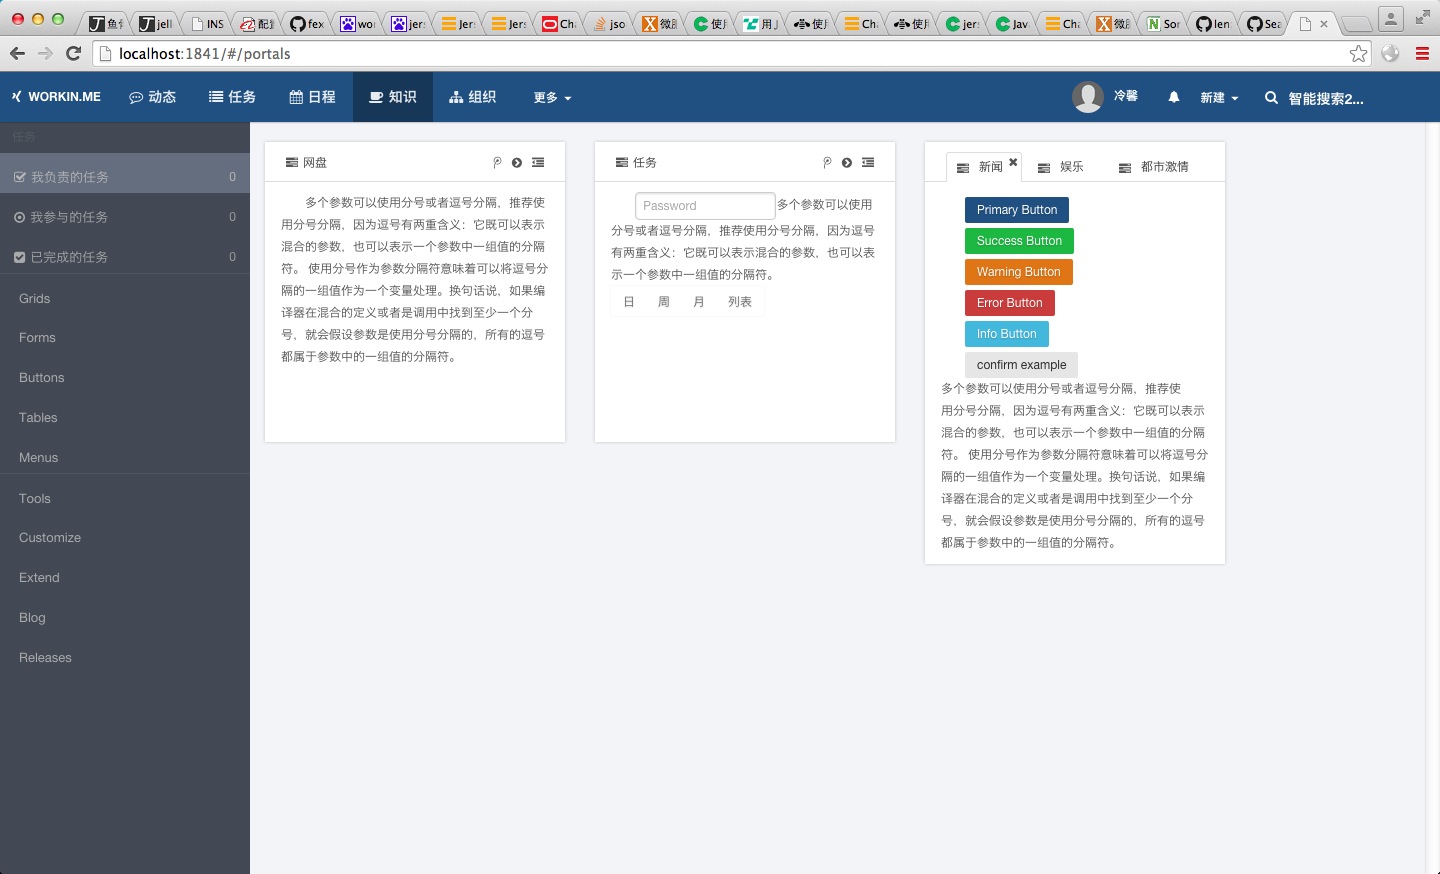 鱼
jell
INS
配置
fex
wor
jers
Jers
Jers
Cha
jso
微
使用
用
使用
Cha
使用
jers
Java
Cha
微
Sor
len
Sea
localhost:1841/#/portals
WORKIN.ME
动态
任务
日程
知识
组织
更多
冷馨
新建
智能搜索2...
任务
我负责的任务 0
我参与的任务 0
已完成的任务 0
Grids
Forms
Buttons
Tables
Menus
Tools
Customize
Extend
Blog
Releases
网盘
多个参数可以使用分号或者逗号分隔，推荐使
用分号分隔，因为逗号有两重含义：它既可以表示
混合的参数，也可以表示一个参数中一组值的分隔
符。 使用分号作为参数分隔符意味着可以将逗号分
隔的一组值作为一个变量处理。换句话说，如果编
译器在混合的定义或者是调用中找到至少一个分
号，就会假设参数是使用分号分隔的，所有的逗号
都属于参数中的一组值的分隔符。
任务
Password 多个参数可以使用
分号或者逗号分隔，推荐使用分号分隔，因为逗号
有两重含义：它既可以表示混合的参数，也可以表
示一个参数中一组值的分隔符。
日 周 月 列表
新闻 娱乐 都市激情
Primary Button
Success Button
Warning Button
Error Button
Info Button
confirm example
多个参数可以使用分号或者逗号分隔，推荐使
用分号分隔，因为逗号有两重含义：它既可以表示
混合的参数，也可以表示一个参数中一组值的分隔
符。 使用分号作为参数分隔符意味着可以将逗号分
隔的一组值作为一个变量处理。换句话说，如果编
译器在混合的定义或者是调用中找到至少一个分
号，就会假设参数是使用分号分隔的，所有的逗号
都属于参数中的一组值的分隔符。